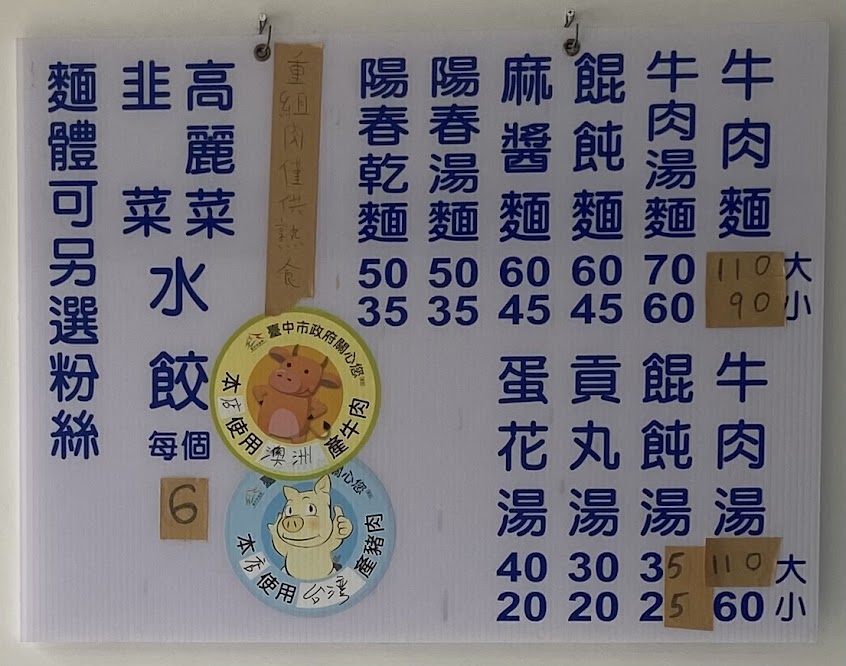 牛肉麵 110 90
大 小
牛肉湯麵 70 60
餛飩麵 60 45
麻醬麵 60 45
陽春湯麵 50 35
陽春乾麵 50 35
牛肉湯 110 60
大 小
餛飩湯 35 25
貢丸湯 30 20
蛋花湯 40 20
重組肉僅供熟食
臺中市政府關心您
本店使用澳洲產牛肉
關心您
本店使用台灣產豬肉
高麗菜
韭菜
水餃
每個
6
麵體可另選粉絲